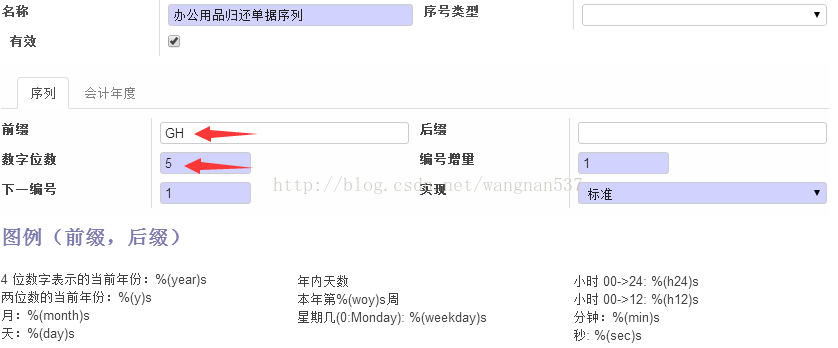 名称 办公用品归还单据序列 序号类型
有效
序列 会计年度
前缀 GH 后缀
数字位数 5 编号增量 1
http://blog.csdn.net/wangnan537
下一编号 1 实现 标准
图例（前缀，后缀）
4 位数字表示的当前年份：%(year)s 年内天数 小时 00->24: %(h24)s
两位数的当前年份：%(y)s 本年第%(woy)s周 小时 00->12: %(h12)s
月：%(month)s 星期几(0:Monday): %(weekday)s 分钟：%(min)s
天：%(day)s 秒: %(sec)s